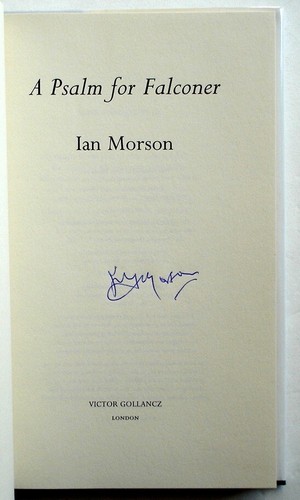 A Psalm for Falconer
Ian Morson
VICTOR GOLLANCZ
LONDON